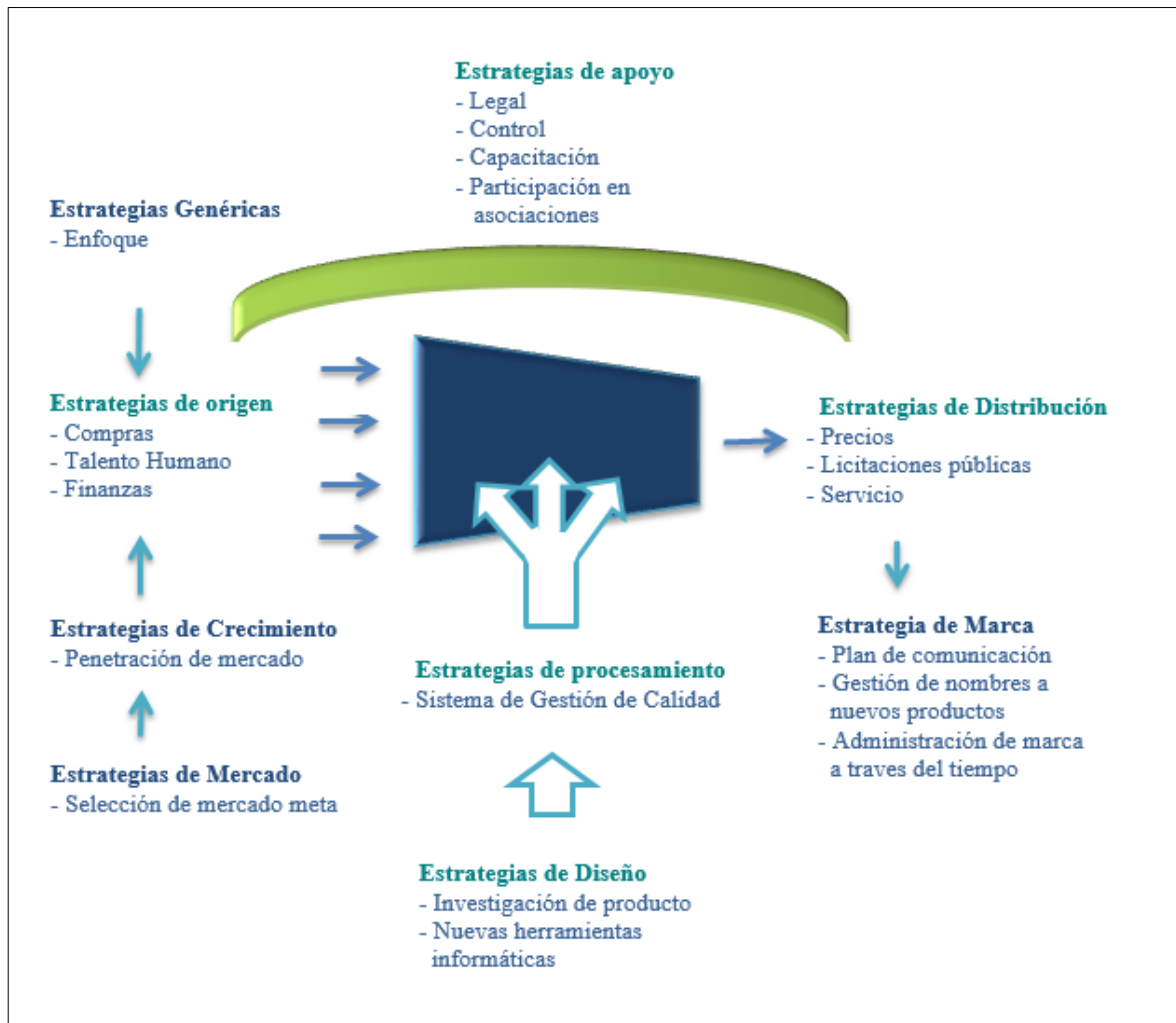 Estrategias de apoyo
- Legal
- Control
- Capacitación
- Participación en
asociaciones
Estrategias Genéricas
- Enfoque
Estrategias de origen
- Compras
- Talento Humano
- Finanzas
Estrategias de Distribución
- Precios
- Licitaciones públicas
- Servicio
Estrategias de Crecimiento
- Penetración de mercado
Estrategias de procesamiento
- Sistema de Gestión de Calidad
Estrategia de Marca
- Plan de comunicación
- Gestión de nombres a
nuevos productos
- Administración de marca
a traves del tiempo
Estrategias de Mercado
- Selección de mercado meta
Estrategias de Diseño
- Investigación de producto
- Nuevas herramientas
informáticas